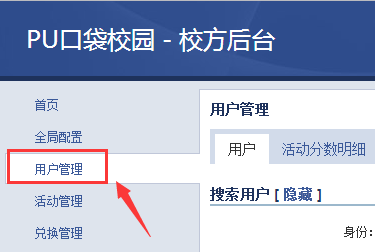 PU口袋校园 - 校方后台
首页
全局配置
用户管理
活动管理
兑换管理
用户管理
用户 活动分数明细
搜索用户 [ 隐藏 ]
身份: